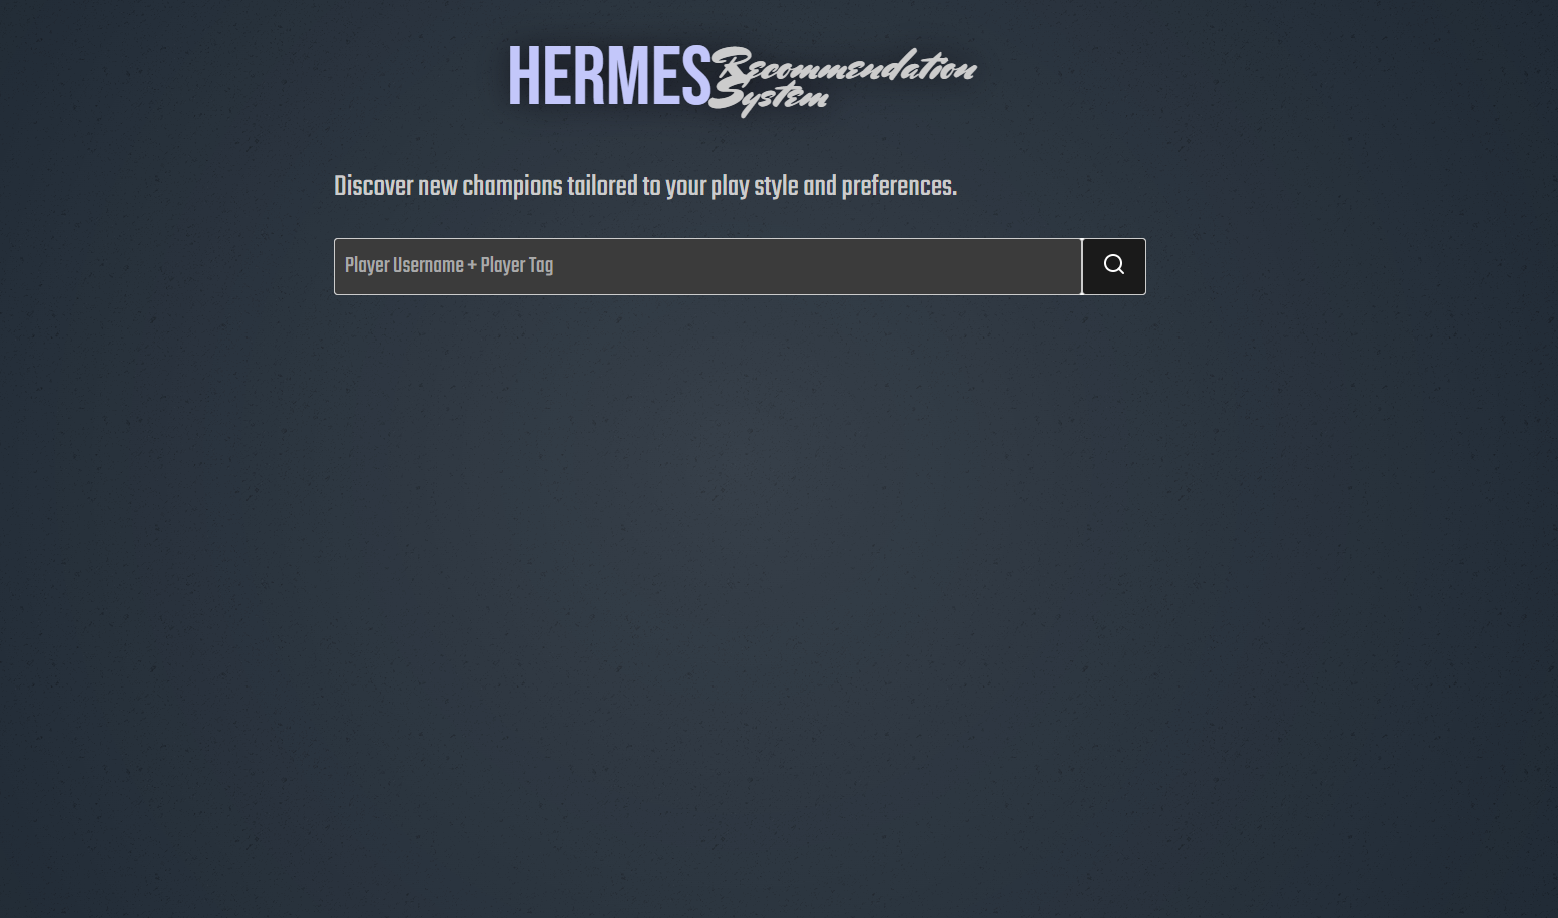 HERMES Recommendation
System
Discover new champions tailored to your play style and preferences.
Player Username + Player Tag